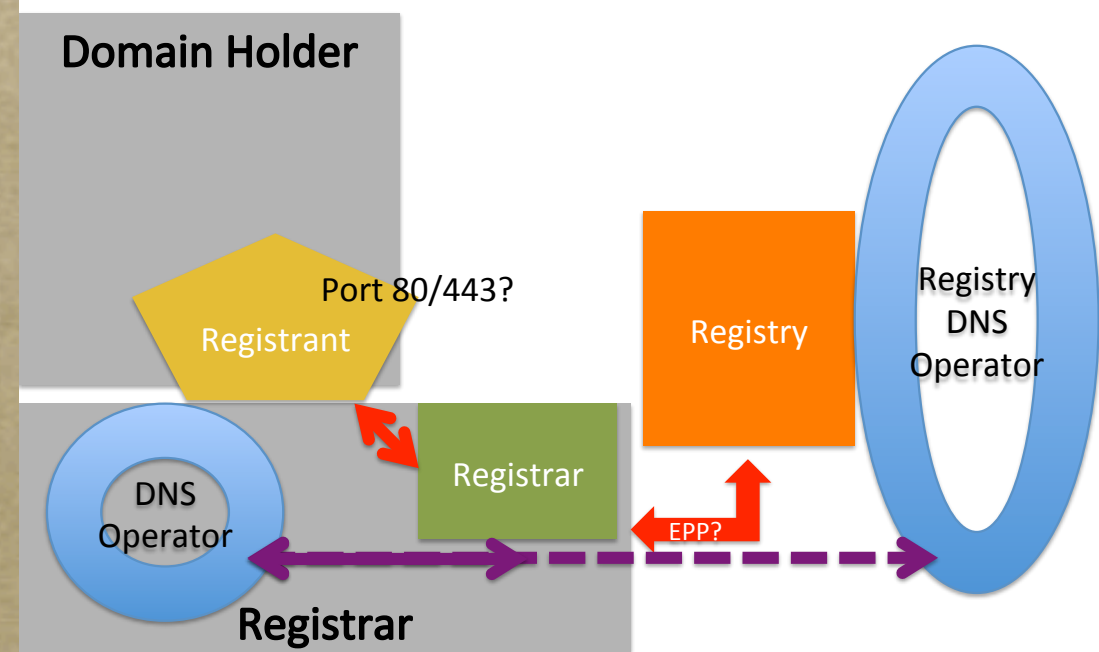 Domain Holder
Port 80/443?
Registrant
Registry
Registry
DNS
Operator
Registrar
DNS
Operator
EPP?
Registrar